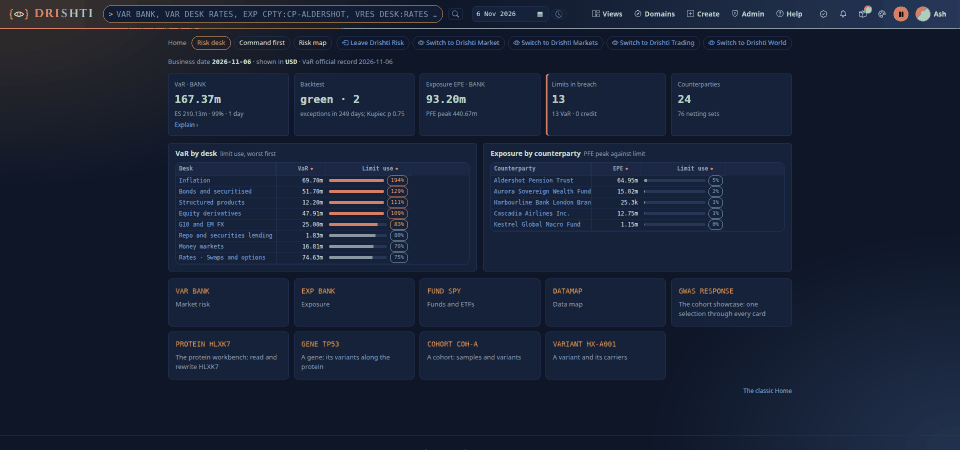 {<>} DRISHTI
> VAR BANK, VAR DESK RATES, EXP CPTY:CP-ALDERSHOT, VRES DESK:RATES …
6 Nov 2026
Views
Domains
Create
Admin
Help
Ash
Home
Risk desk
Command first
Risk map
Leave Drishti Risk
Switch to Drishti Market
Switch to Drishti Markets
Switch to Drishti Trading
Switch to Drishti World
Business date 2026-11-06 · shown in USD · VaR official record 2026-11-06
VaR · BANK
167.37m
ES 210.13m · 99% · 1 day
Explain ›
Backtest
green · 2
exceptions in 249 days; Kupiec p 0.75
Exposure EPE · BANK
93.20m
PFE peak 440.67m
Limits in breach
13
13 VaR · 0 credit
Counterparties
24
76 netting sets
VaR by desk limit use, worst first
Desk VaR Limit use
Inflation 69.70m 194%
Bonds and securitised 51.70m 129%
Structured products 12.20m 111%
Equity derivatives 47.91m 109%
G10 and EM FX 25.00m 83%
Repo and securities lending 1.83m 80%
Money markets 16.81m 76%
Rates - Swaps and options 74.63m 75%
Exposure by counterparty PFE peak against limit
Counterparty EPE Limit use
Aldershot Pension Trust 64.95m 5%
Aurora Sovereign Wealth Fund 15.02m 2%
Harbourline Bank London Bran 25.3k 1%
Cascadia Airlines Inc. 12.75m 1%
Kestrel Global Macro Fund 1.15m 0%
VAR BANK
Market risk
EXP BANK
Exposure
FUND SPY
Funds and ETFs
DATAMAP
Data map
GWAS RESPONSE
The cohort showcase: one
selection through every card
PROTEIN HLXK7
The protein workbench: read and
rewrite HLXK7
GENE TP53
A gene: its variants along the
protein
COHORT COH-A
A cohort: samples and variants
VARIANT HX-A001
A variant and its carriers
The classic Home